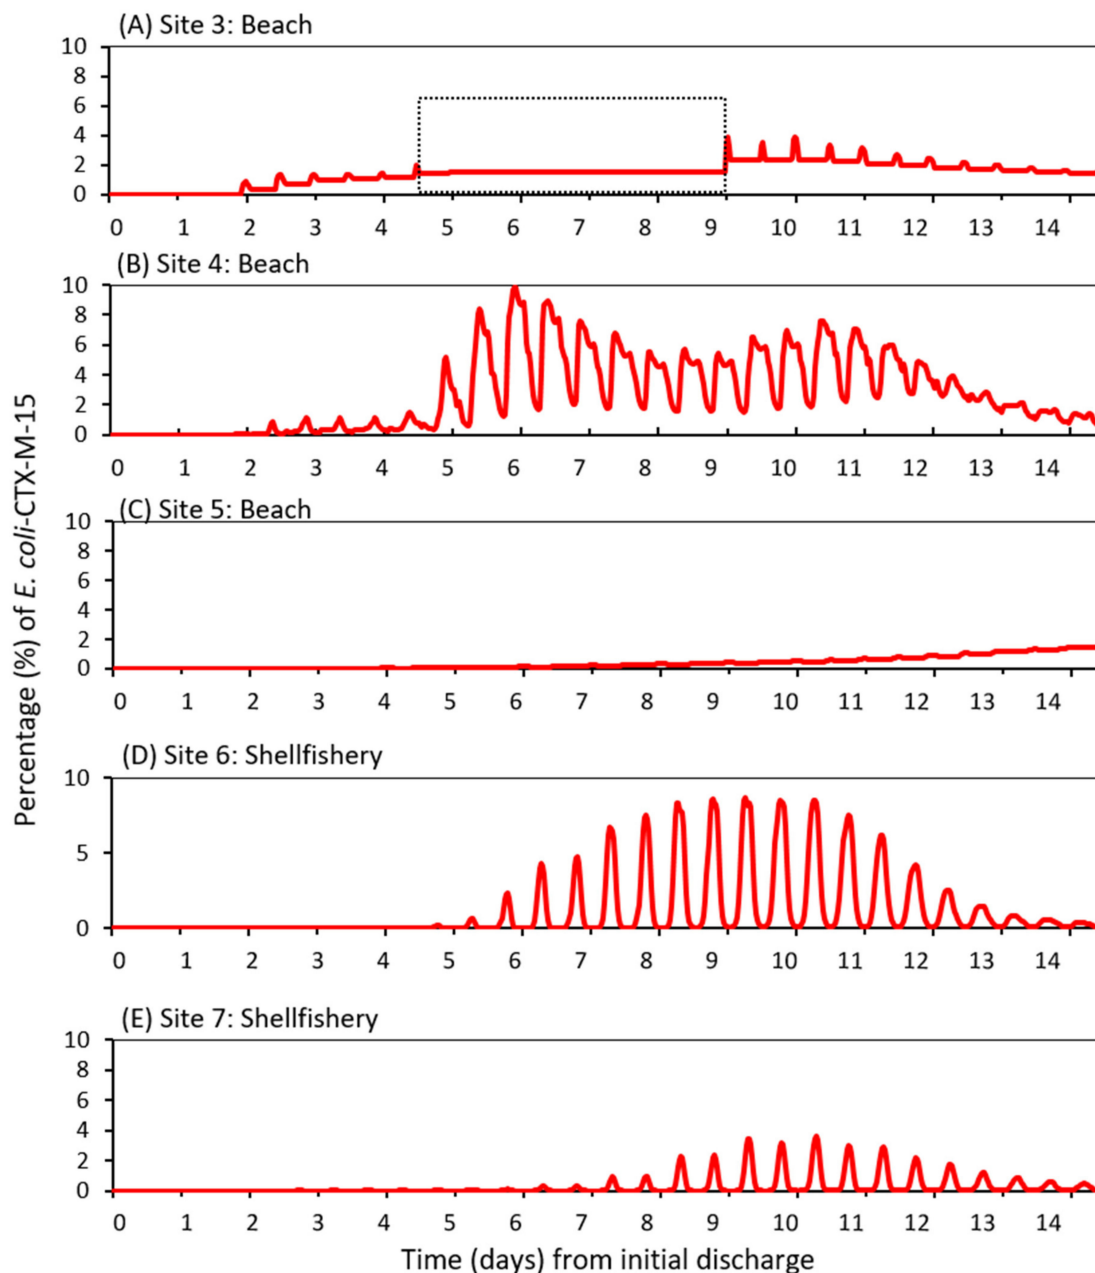 (A) Site 3: Beach
10
8
6
4
2
0
0 1 2 3 4 5 6 7 8 9 10 11 12 13 14
(B) Site 4: Beach
10
8
6
4
2
0
0 1 2 3 4 5 6 7 8 9 10 11 12 13 14
(C) Site 5: Beach
10
8
6
4
2
0
0 1 2 3 4 5 6 7 8 9 10 11 12 13 14
Percentage (%) of E. coli-CTX-M-15
(D) Site 6: Shellfishery
10
5
0
0 1 2 3 4 5 6 7 8 9 10 11 12 13 14
(E) Site 7: Shellfishery
10
8
6
4
2
0
0 1 2 3 4 5 6 7 8 9 10 11 12 13 14
Time (days) from initial discharge